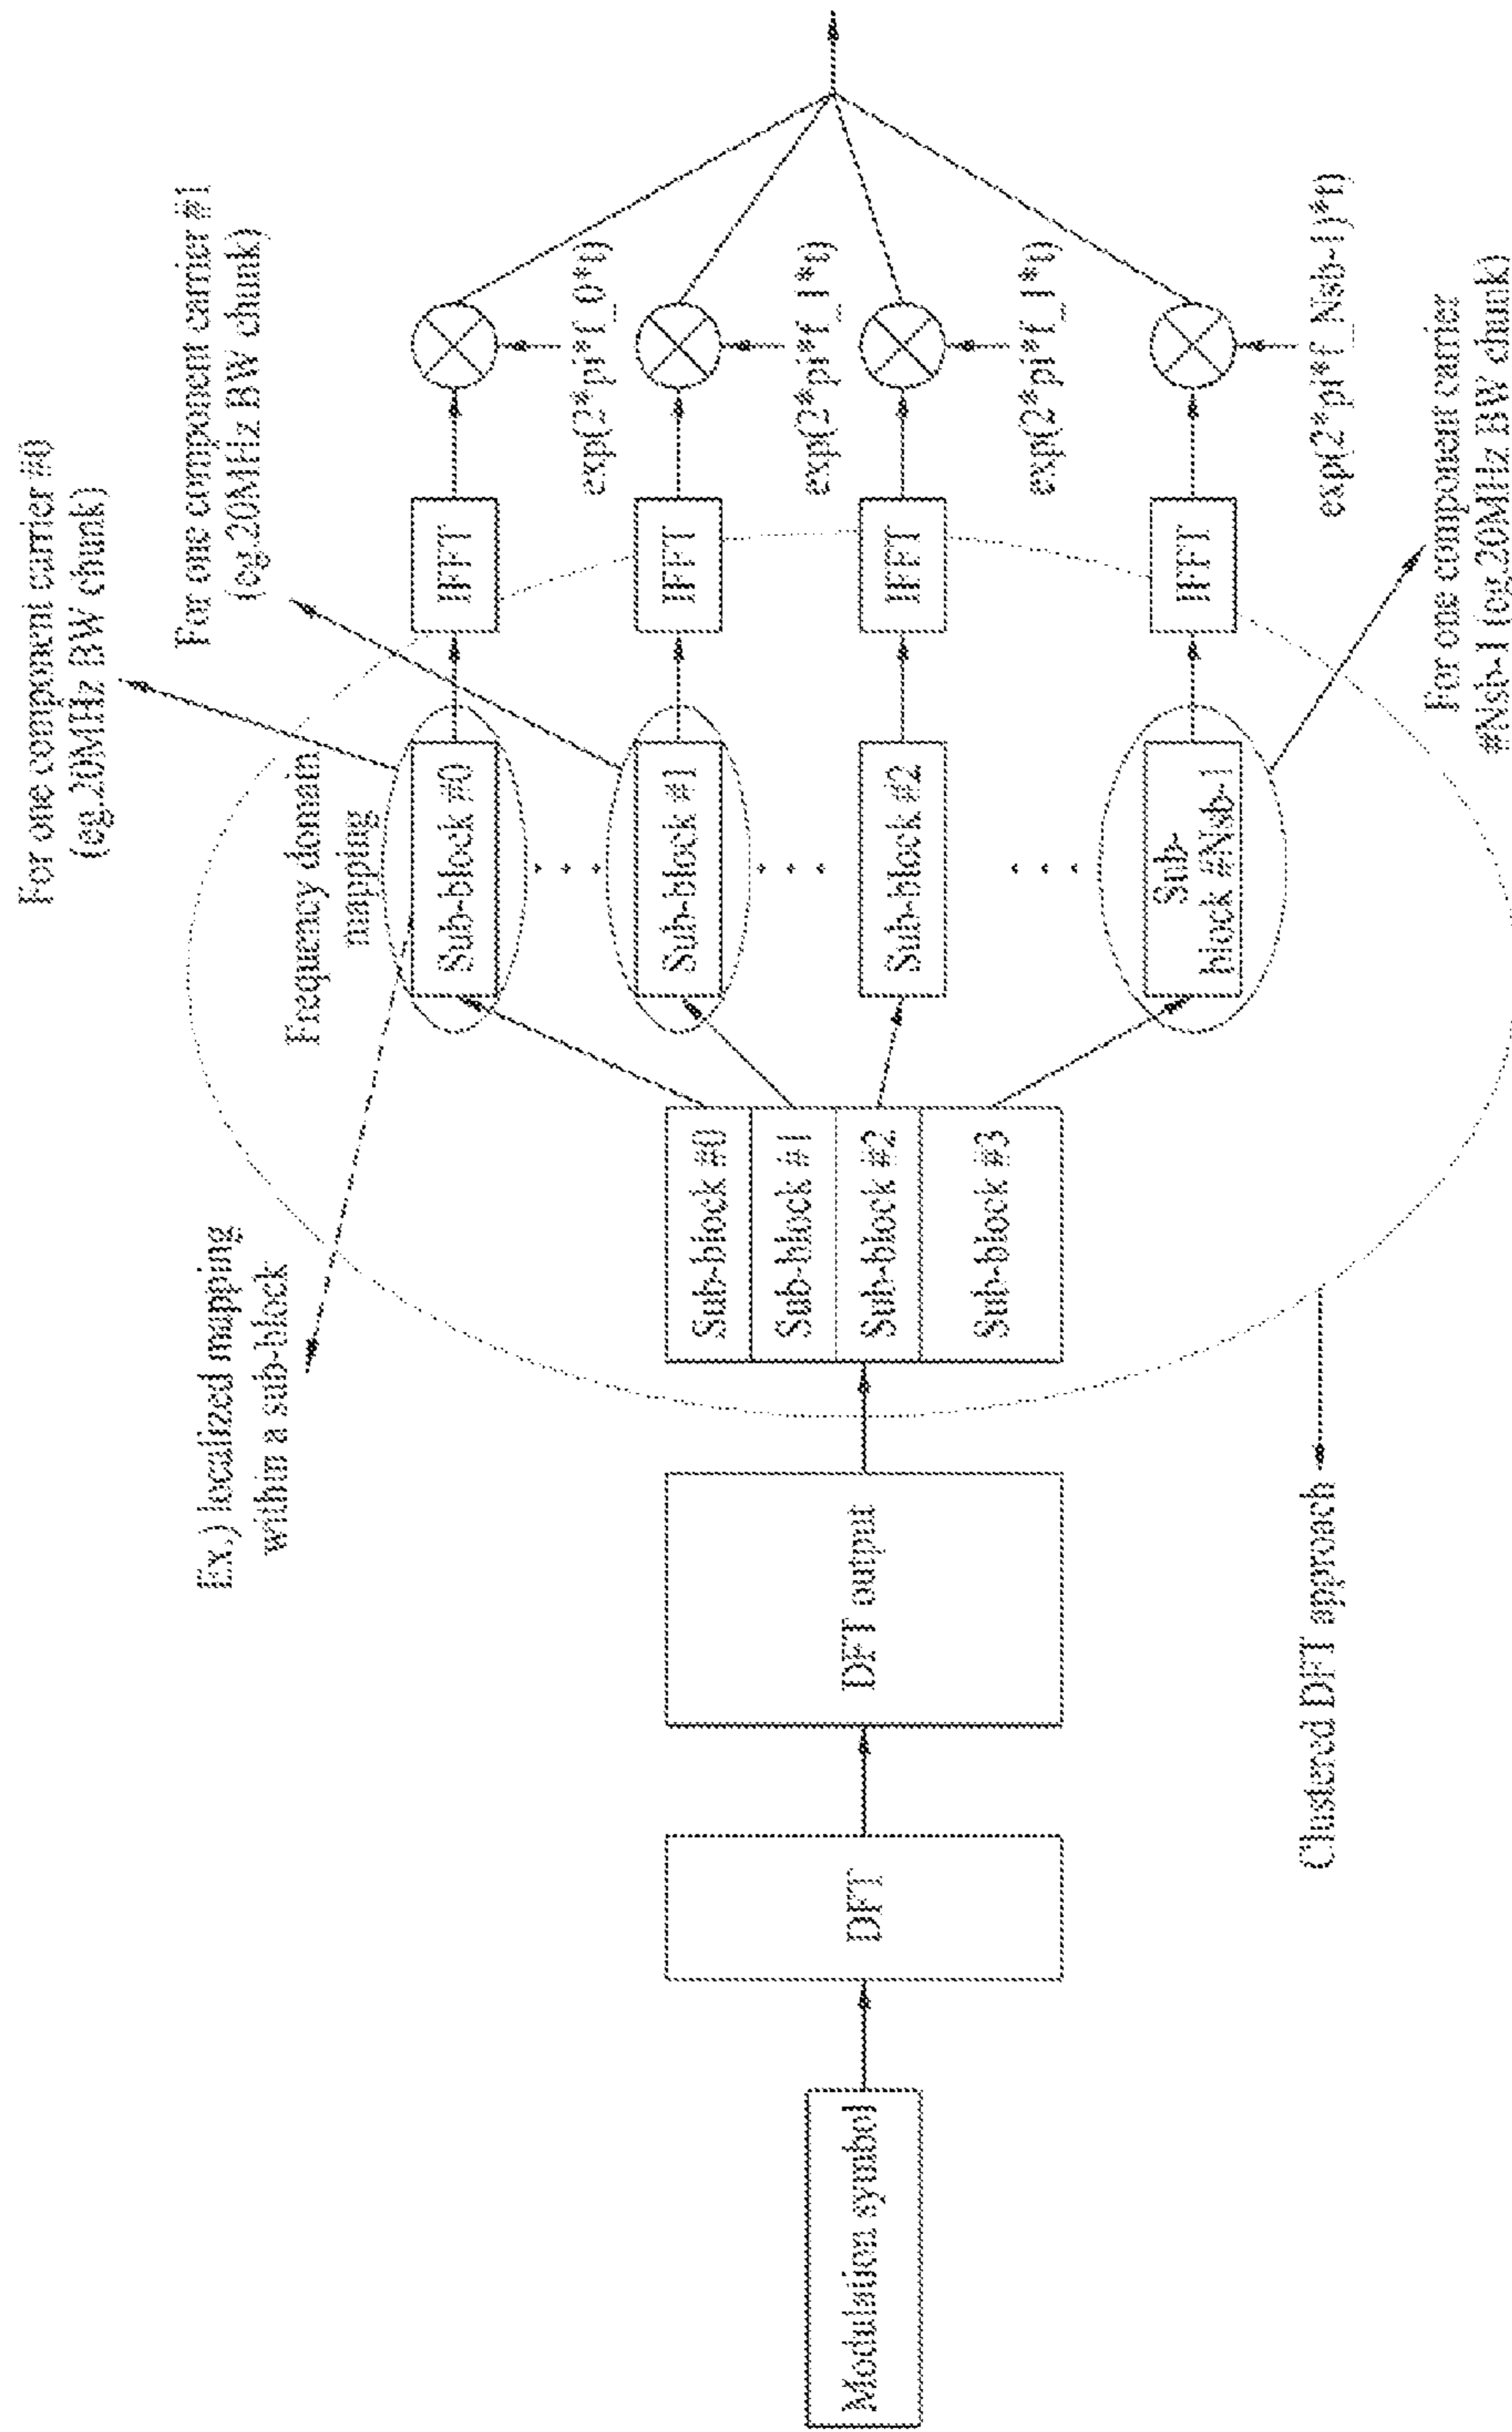 Modulation symbol
DFT
DFT output
Sub-block #0
Sub-block #1
Sub-block #2
Sub-block #3
Ex.) localized mapping
within a sub-block
Frequency domain
mapping
For one component carrier #0
(eg.20MHz BW chunk)
For one component carrier #1
(eg.20MHz BW chunk)
Sub-block #0
IFFT
exp(2*pi*f_0*t)
Sub-block #1
IFFT
exp(2*pi*f_1*t)
Sub-block #2
IFFT
exp(2*pi*f_1*t)
Sub-
block #Nsb-1
IFFT
exp(2*pi*f_Nsb-1)*t)
For one component carrier
#Nsb-1 (eg.20MHz BW chunk)
Clustered DFT approach